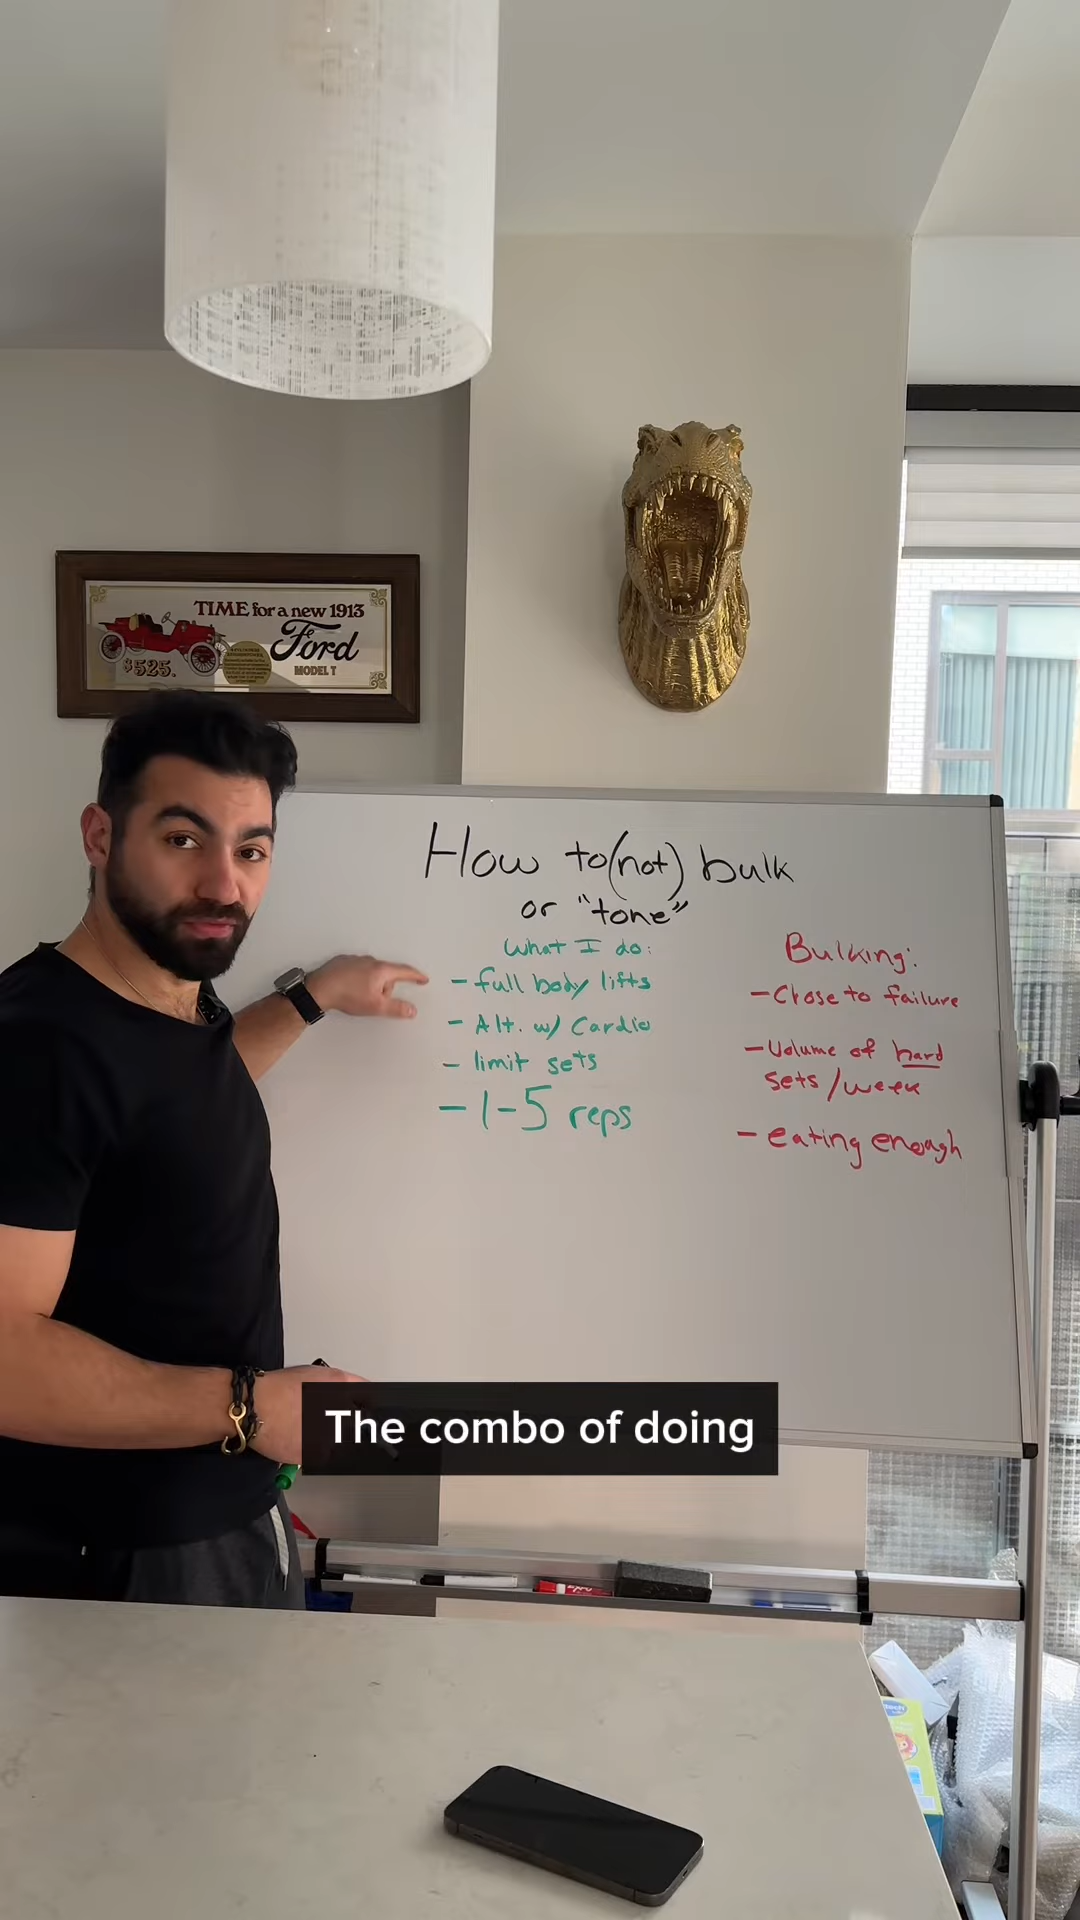 TIME for a new 1913
Ford
MODEL T
$525.
How to (not) bulk
or "tone"
What I do:
- full body lifts
- Alt. w/ Cardio
- limit sets
- 1-5 reps
Bulking:
- Close to failure
- Volume of hard
sets/week
- eating enough
The combo of doing